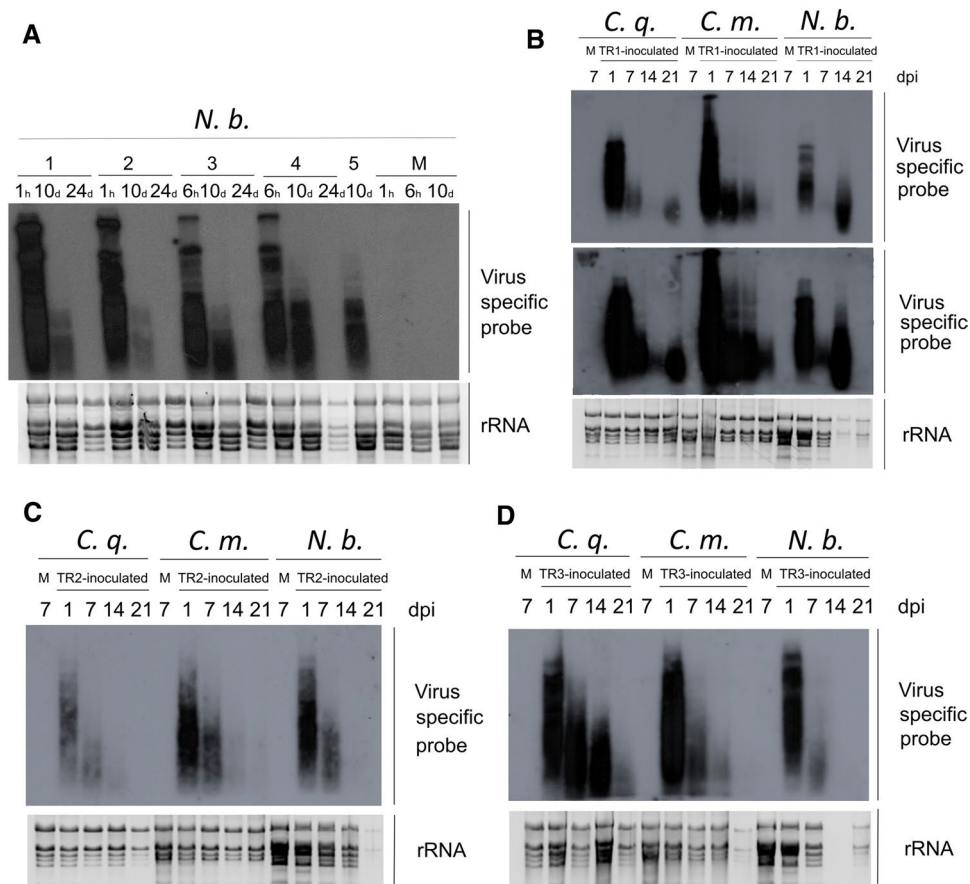 A
N. b.
1 2 3 4 5 M
1h 10d 24d 1h 10d 24d 6h 10d 24d 6h 10d 24d 10d 1h 6h 10d
Virus
specific
probe
rRNA
B
C. q. C. m. N. b.
M TR1-inoculated M TR1-inoculated M TR1-inoculated
7 1 7 14 21 7 1 7 14 21 7 1 7 14 21 dpi
Virus
specific
probe
Virus
specific
probe
rRNA
C
C. q. C. m. N. b.
M TR2-inoculated M TR2-inoculated M TR2-inoculated
7 1 7 14 21 7 1 7 14 21 7 1 7 14 21 dpi
Virus
specific
probe
rRNA
D
C. q. C. m. N. b.
M TR3-inoculated M TR3-inoculated M TR3-inoculated
7 1 7 14 21 7 1 7 14 21 7 1 7 14 21 dpi
Virus
specific
probe
rRNA